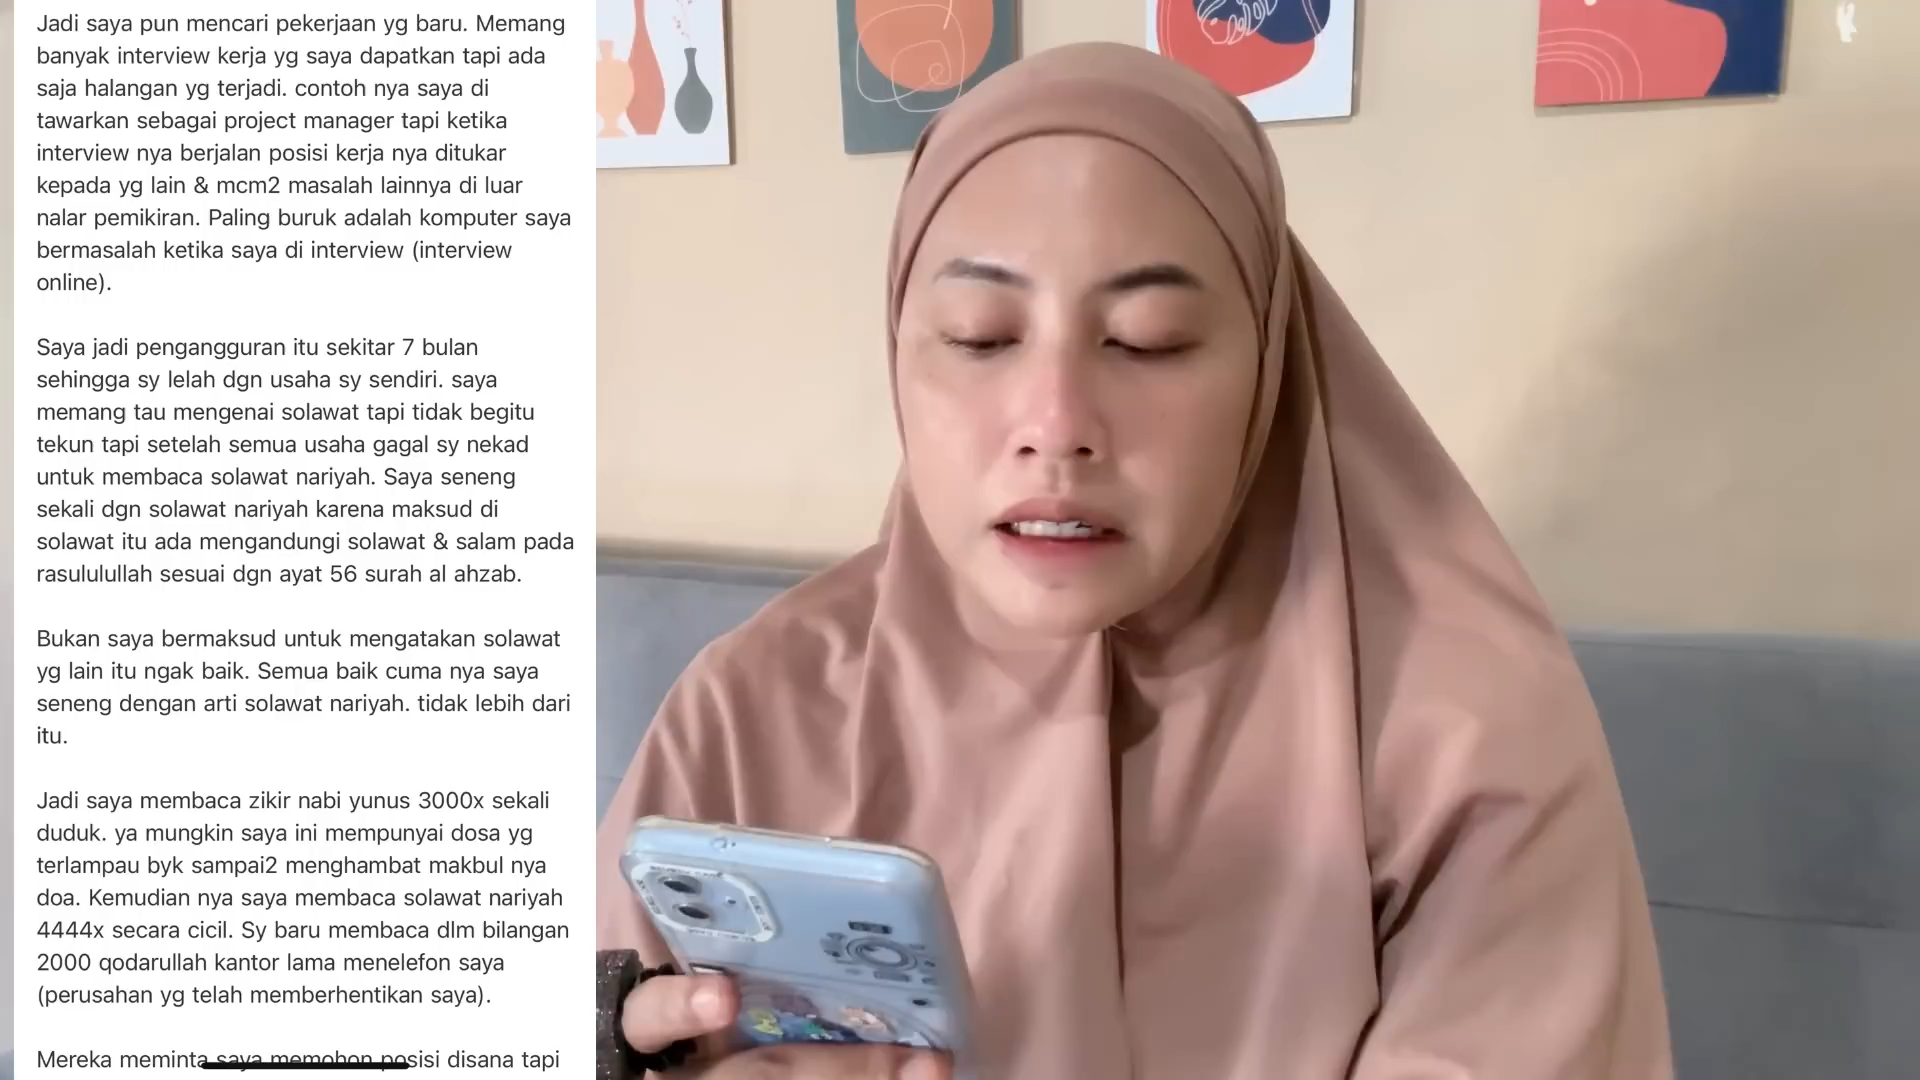 Jadi saya pun mencari pekerjaan yg baru. Memang
banyak interview kerja yg saya dapatkan tapi ada
saja halangan yg terjadi. contoh nya saya di
tawarkan sebagai project manager tapi ketika
interview nya berjalan posisi kerja nya ditukar
kepada yg lain & mcm2 masalah lainnya di luar
nalar pemikiran. Paling buruk adalah komputer saya
bermasalah ketika saya di interview (interview
online).
Saya jadi pengangguran itu sekitar 7 bulan
sehingga sy lelah dgn usaha sy sendiri. saya
memang tau mengenai solawat tapi tidak begitu
tekun tapi setelah semua usaha gagal sy nekad
untuk membaca solawat nariyah. Saya seneng
sekali dgn solawat nariyah karena maksud di
solawat itu ada mengandungi solawat & salam pada
rasulululllah sesuai dgn ayat 56 surah al ahzab.
Bukan saya bermaksud untuk mengatakan solawat
yg lain itu ngak baik. Semua baik cuma nya saya
seneng dengan arti solawat nariyah. tidak lebih dari
itu.
Jadi saya membaca zikir nabi yunus 3000x sekali
duduk. ya mungkin saya ini mempunyai dosa yg
terlampau byk sampai2 menghambat makbul nya
doa. Kemudian nya saya membaca solawat nariyah
4444x secara cicil. Sy baru membaca dlm bilangan
2000 qodarullah kantor lama menelefon saya
(perusahan yg telah memberhentikan saya).
Mereka meminta saya memohon posisi disana tapi